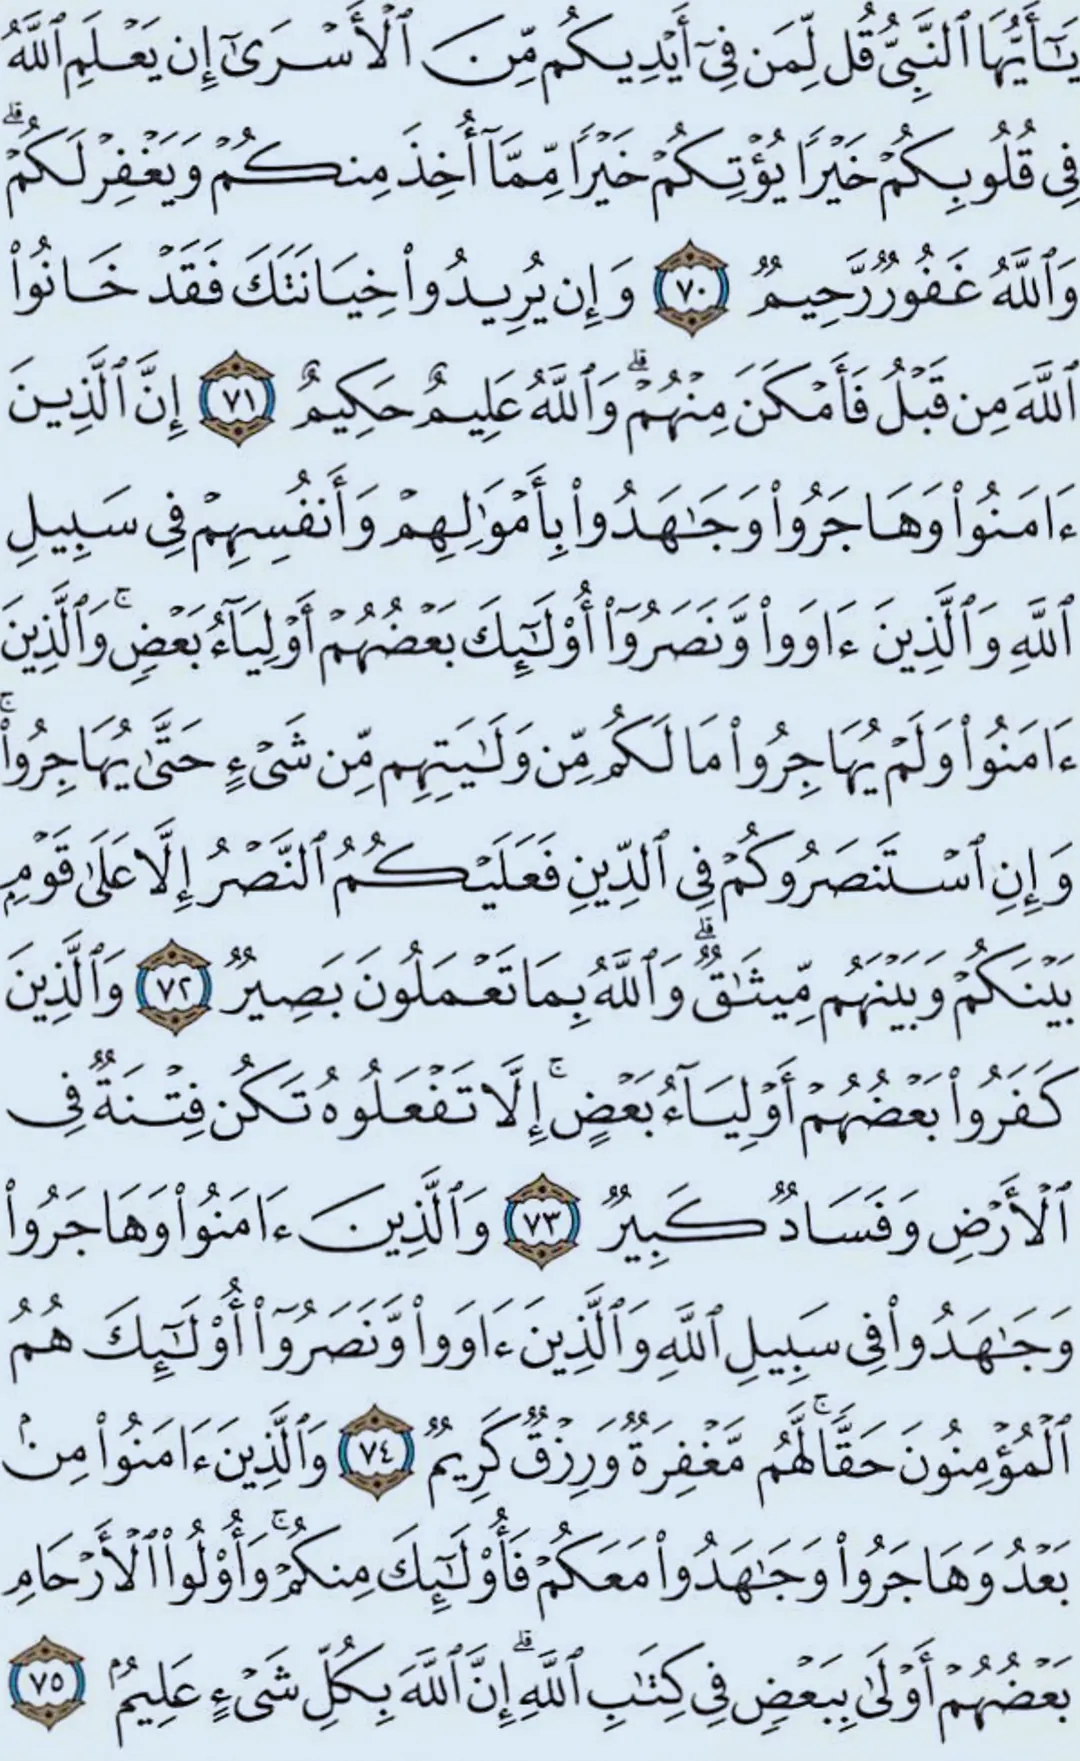 يَـٰٓأَيُّهَا ٱلنَّبِىُّ قُل لِّمَن فِىٓ أَيْدِيكُم مِّنَ ٱلْأَسْرَىٰٓ إِن يَعْلَمِ ٱللَّهُ
فِى قُلُوبِكُمْ خَيْرًا يُؤْتِكُمْ خَيْرًا مِّمَّآ أُخِذَ مِنكُمْ وَيَغْفِرْ لَكُمْ ۗ
وَٱللَّهُ غَفُورٌ رَّحِيمٌ ٧٠ وَإِن يُرِيدُوا۟ خِيَانَتَكَ فَقَدْ خَانُوا۟
ٱللَّهَ مِن قَبْلُ فَأَمْكَنَ مِنْهُمْ ۗ وَٱللَّهُ عَلِيمٌ حَكِيمٌ ٧١ إِنَّ ٱلَّذِينَ
ءَامَنُوا۟ وَهَاجَرُوا۟ وَجَـٰهَدُوا۟ بِأَمْوَٰلِهِمْ وَأَنفُسِهِمْ فِى سَبِيلِ
ٱللَّهِ وَٱلَّذِينَ ءَاوَوا۟ وَّنَصَرُوٓا۟ أُو۟لَـٰٓئِكَ بَعْضُهُمْ أَوْلِيَآءُ بَعْضٍ ۚ وَٱلَّذِينَ
ءَامَنُوا۟ وَلَمْ يُهَاجِرُوا۟ مَا لَكُم مِّن وَلَـٰيَتِهِم مِّن شَىْءٍ حَتَّىٰ يُهَاجِرُوا۟ ۚ
وَإِنِ ٱسْتَنصَرُوكُمْ فِى ٱلدِّينِ فَعَلَيْكُمُ ٱلنَّصْرُ إِلَّا عَلَىٰ قَوْمٍۭ
بَيْنَكُمْ وَبَيْنَهُم مِّيثَـٰقٌ ۗ وَٱللَّهُ بِمَا تَعْمَلُونَ بَصِيرٌ ٧٢ وَٱلَّذِينَ
كَفَرُوا۟ بَعْضُهُمْ أَوْلِيَآءُ بَعْضٍ ۚ إِلَّا تَفْعَلُوهُ تَكُن فِتْنَةٌ فِى
ٱلْأَرْضِ وَفَسَادٌ كَبِيرٌ ٧٣ وَٱلَّذِينَ ءَامَنُوا۟ وَهَاجَرُوا۟
وَجَـٰهَدُوا۟ فِى سَبِيلِ ٱللَّهِ وَٱلَّذِينَ ءَاوَوا۟ وَّنَصَرُوٓا۟ أُو۟لَـٰٓئِكَ هُمُ
ٱلْمُؤْمِنُونَ حَقًّا ۚ لَّهُم مَّغْفِرَةٌ وَرِزْقٌ كَرِيمٌ ٧٤ وَٱلَّذِينَ ءَامَنُوا۟ مِنۢ
بَعْدُ وَهَاجَرُوا۟ وَجَـٰهَدُوا۟ مَعَكُمْ فَأُو۟لَـٰٓئِكَ مِنكُمْ ۚ وَأُو۟لُوا۟ ٱلْأَرْحَامِ
بَعْضُهُمْ أَوْلَىٰ بِبَعْضٍ فِى كِتَـٰبِ ٱللَّهِ ۗ إِنَّ ٱللَّهَ بِكُلِّ شَىْءٍ عَلِيمٌۢ ٧٥